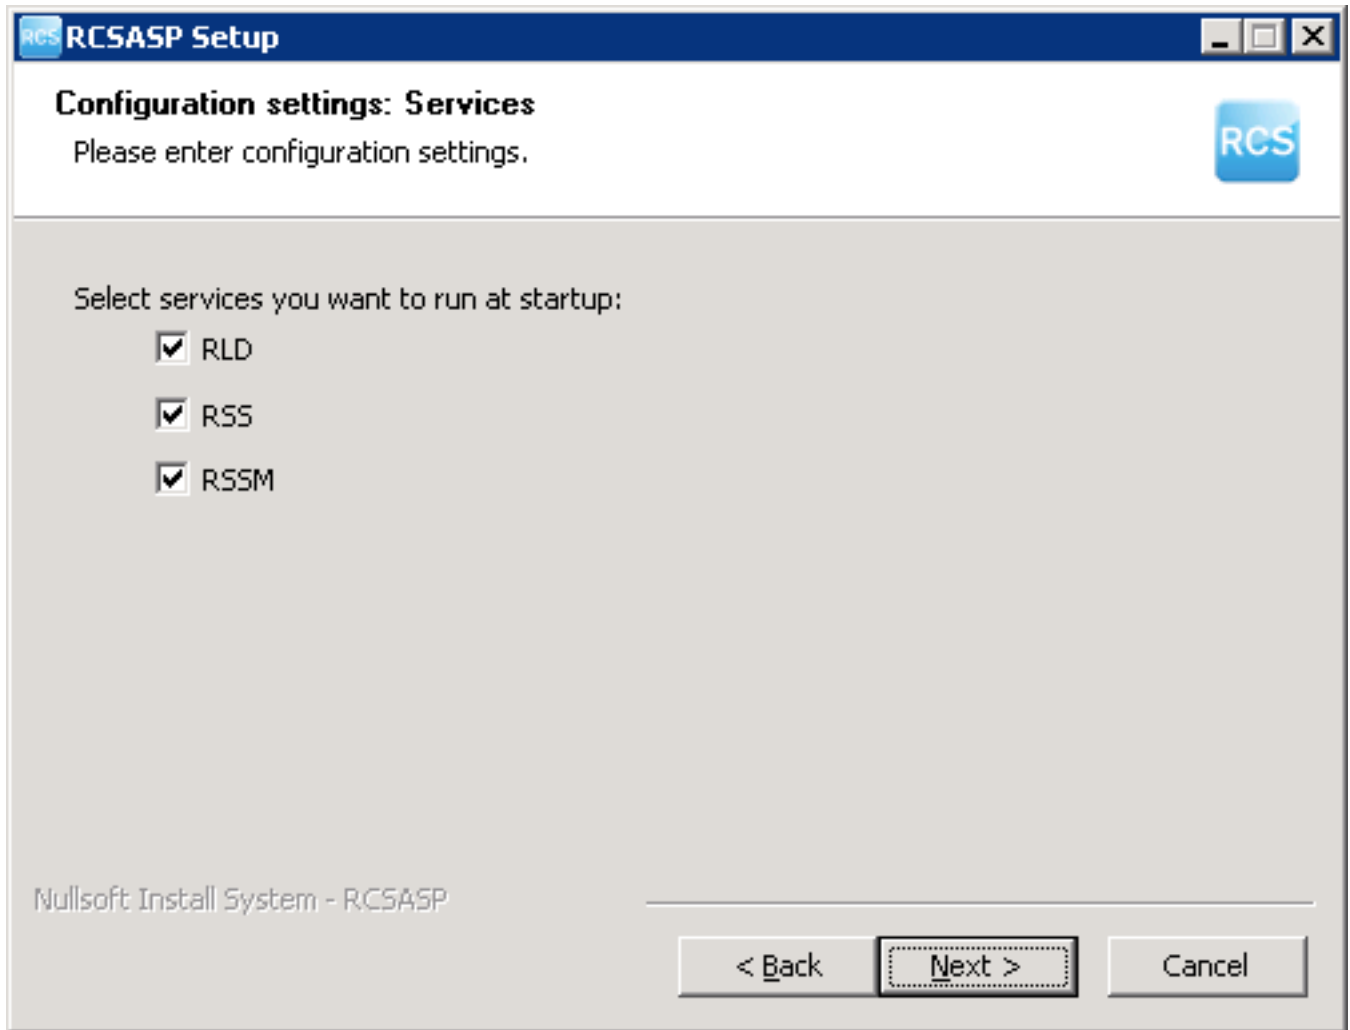 RCS RCSASP Setup
Configuration settings: Services
Please enter configuration settings.
RCS
Select services you want to run at startup:
RLD
RSS
RSSM
Nullsoft Install System - RCSASP
< Back Next > Cancel